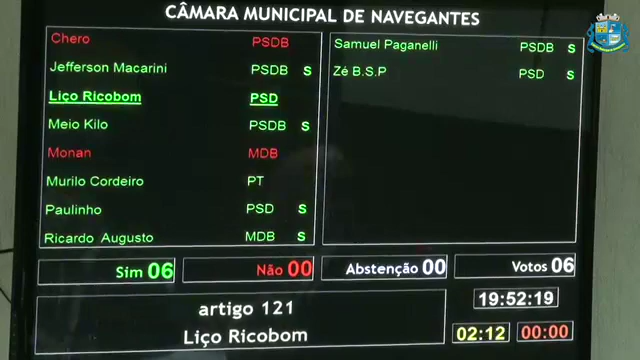 CÂMARA MUNICIPAL DE NAVEGANTES
Chero PSDB
Jefferson Macarini PSDB S
Liço Ricobom PSD
Meio Kilo PSDB S
Monan MDB
Murilo Cordeiro PT
Paulinho PSD S
Ricardo Augusto MDB S
Samuel Paganelli PSDB S
Zé B.S.P PSD S
Sim 06 Não 00 Abstenção 00 Votos 06
artigo 121
Liço Ricobom
19:52:19
02:12 00:00